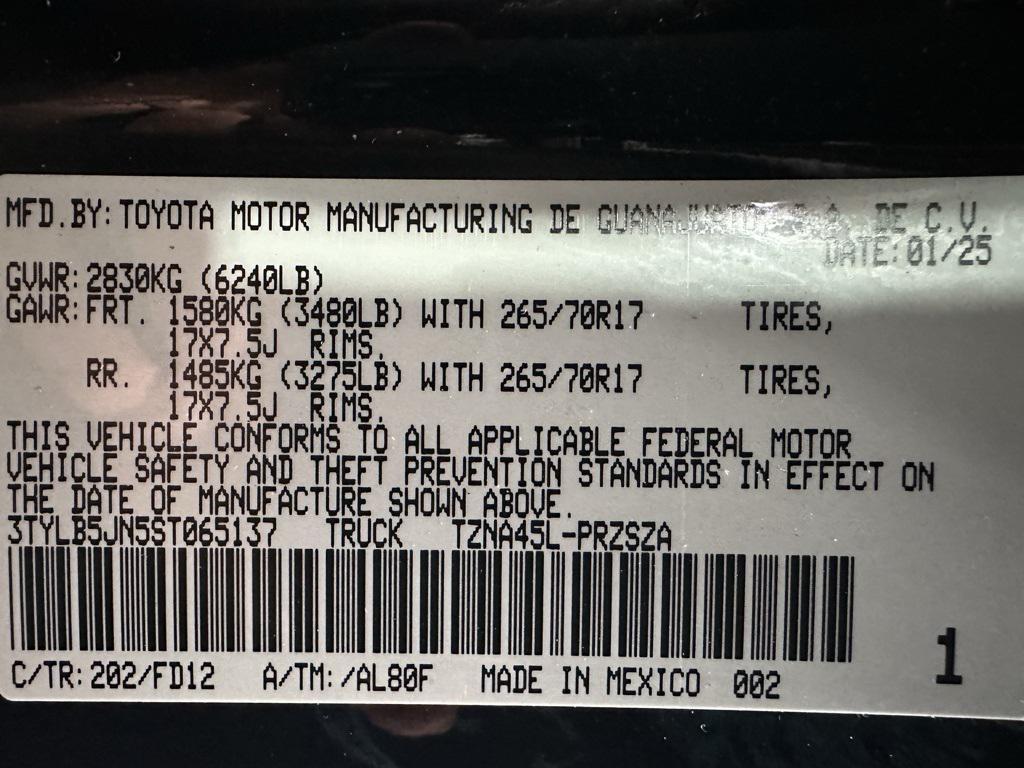 MFD.BY: TOYOTA MOTOR MANUFACTURING DE GUANAJUATO, S.A. DE C.V.
DATE: 01/25
GVWR: 2830KG (6240LB)
GAWR: FRT. 1580KG (3480LB) WITH 265/70R17 TIRES,
17X7.5J RIMS.
RR. 1485KG (3275LB) WITH 265/70R17 TIRES,
17X7.5J RIMS.
THIS VEHICLE CONFORMS TO ALL APPLICABLE FEDERAL MOTOR
VEHICLE SAFETY AND THEFT PREVENTION STANDARDS IN EFFECT ON
THE DATE OF MANUFACTURE SHOWN ABOVE.
3TYLB5JN5ST065137 TRUCK TZNA45L-PRZSZA
C/TR: 202/FD12 A/TM: /AL80F MADE IN MEXICO 002
1